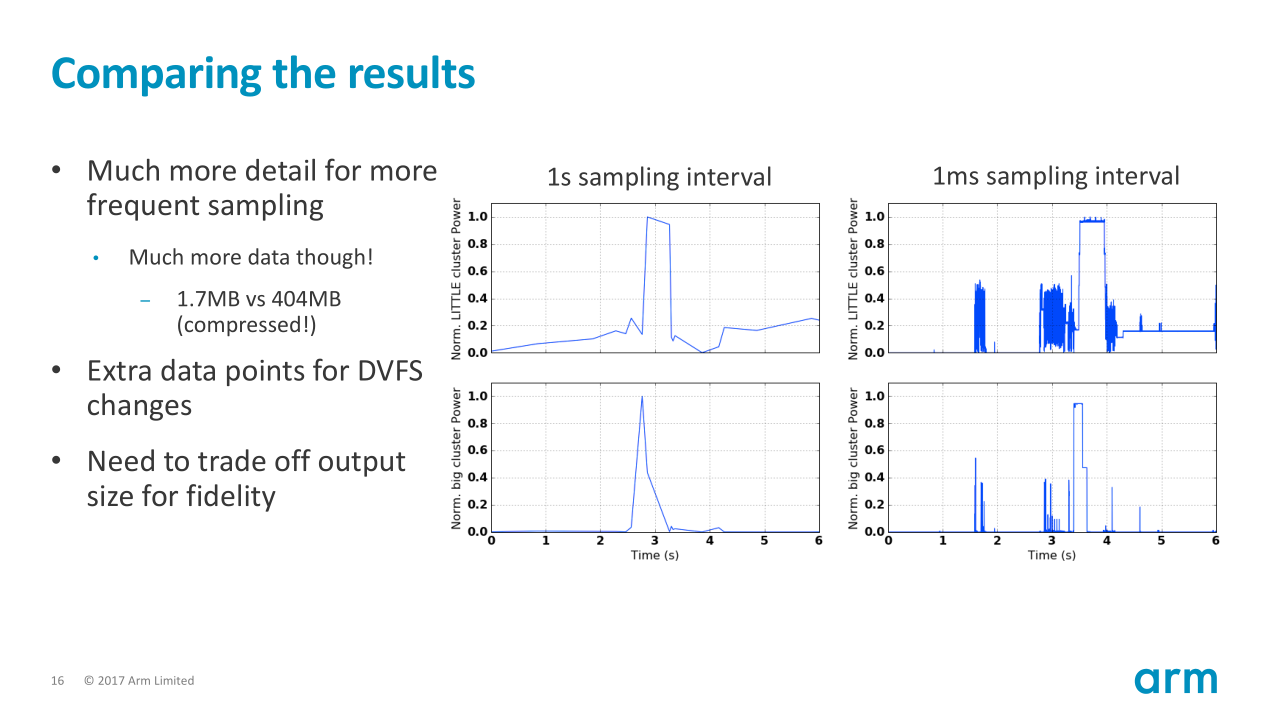 Comparing the results
• Much more detail for more
frequent sampling
• Much more data though!
– 1.7MB vs 404MB
(compressed!)
• Extra data points for DVFS
changes
• Need to trade off output
size for fidelity
1s sampling interval
Norm. LITTLE cluster Power
1.0
0.8
0.6
0.4
0.2
0.0
Norm. big cluster Power
1.0
0.8
0.6
0.4
0.2
0.0
0 1 2 3 4 5 6
Time (s)
1ms sampling interval
Norm. LITTLE cluster Power
1.0
0.8
0.6
0.4
0.2
0.0
Norm. big cluster Power
1.0
0.8
0.6
0.4
0.2
0.0
0 1 2 3 4 5 6
Time (s)
16 © 2017 Arm Limited
arm